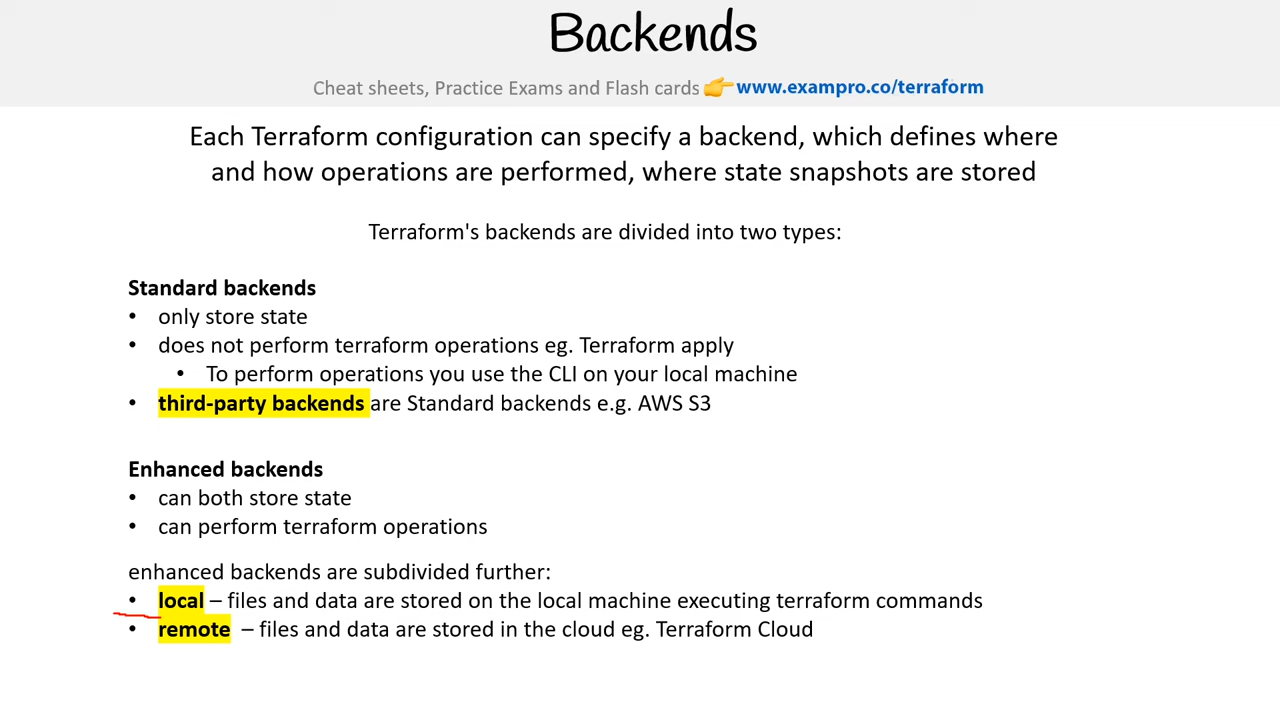 Backends
Cheat sheets, Practice Exams and Flash cards 👉 www.exampro.co/terraform
Each Terraform configuration can specify a backend, which defines where
and how operations are performed, where state snapshots are stored
Terraform's backends are divided into two types:
Standard backends
• only store state
• does not perform terraform operations eg. Terraform apply
• To perform operations you use the CLI on your local machine
• third-party backends are Standard backends e.g. AWS S3
Enhanced backends
• can both store state
• can perform terraform operations
enhanced backends are subdivided further:
• local – files and data are stored on the local machine executing terraform commands
• remote – files and data are stored in the cloud eg. Terraform Cloud